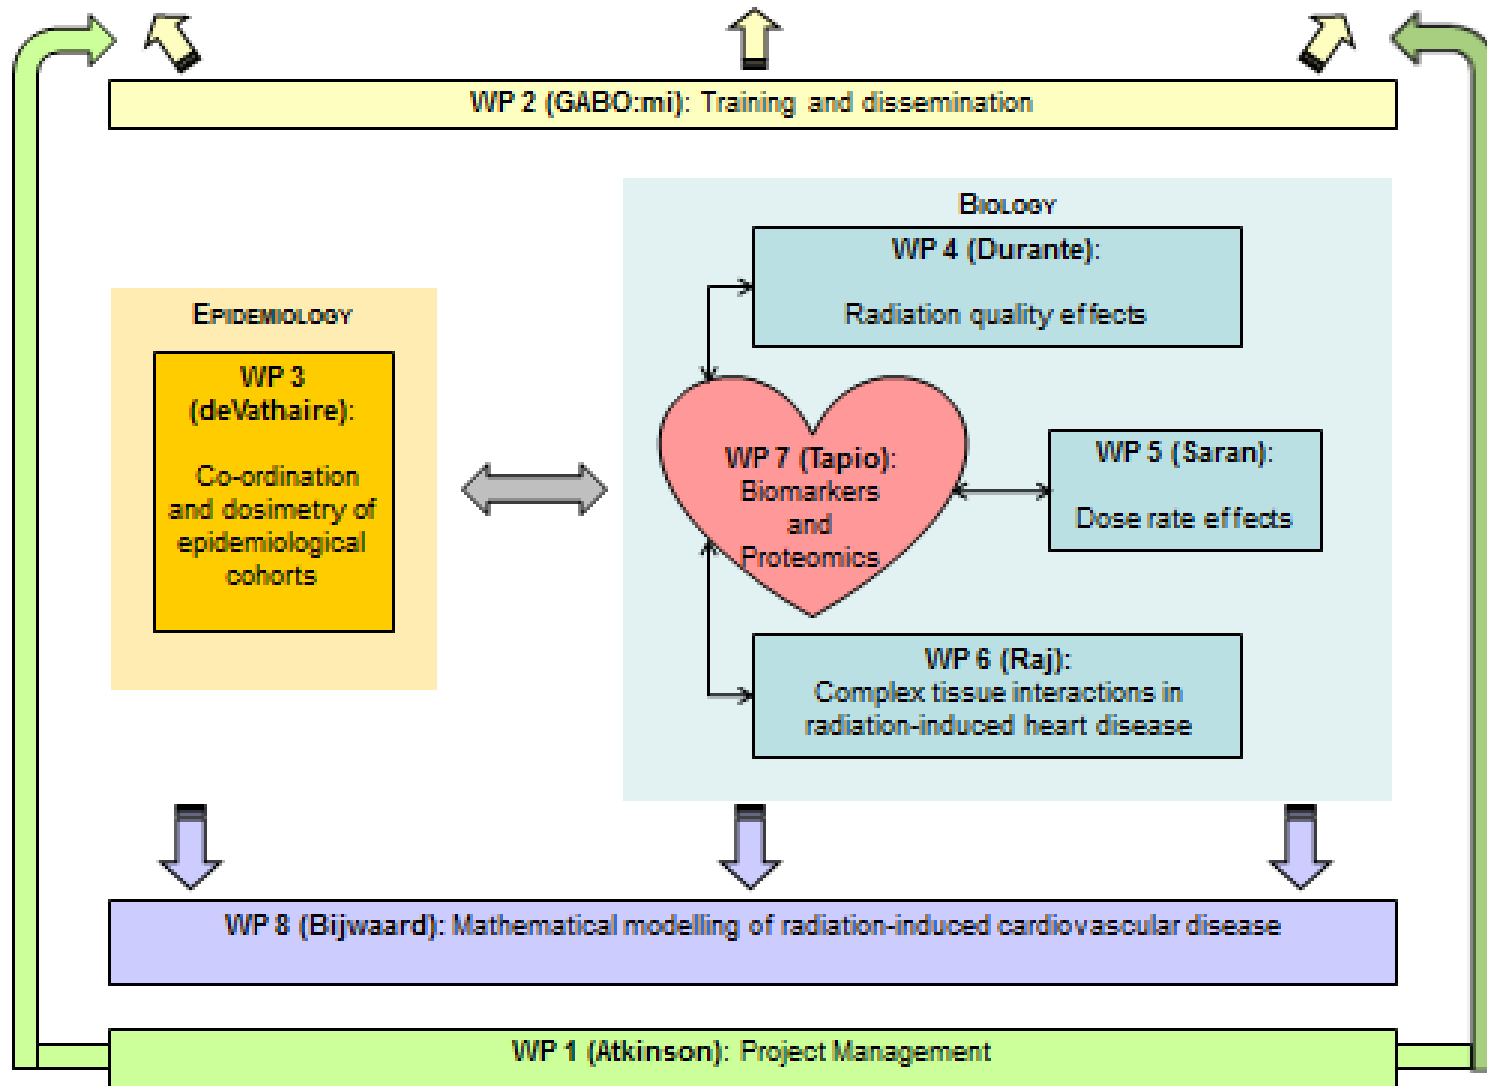 WP 2 (GABO:mi): Training and dissemination
BIOLOGY
WP 4 (Durante):
Radiation quality effects
EPIDEMIOLOGY
WP 3
(deVathaire):
Co-ordination
and dosimetry of
epidemiological
cohorts
WP 7 (Tapio):
Biomarkers
and
Proteomics
WP 5 (Saran):
Dose rate effects
WP 6 (Raj):
Complex tissue interactions in
radiation-induced heart disease
WP 8 (Bijwaard): Mathematical modelling of radiation-induced cardiovascular disease
WP 1 (Atkinson): Project Management